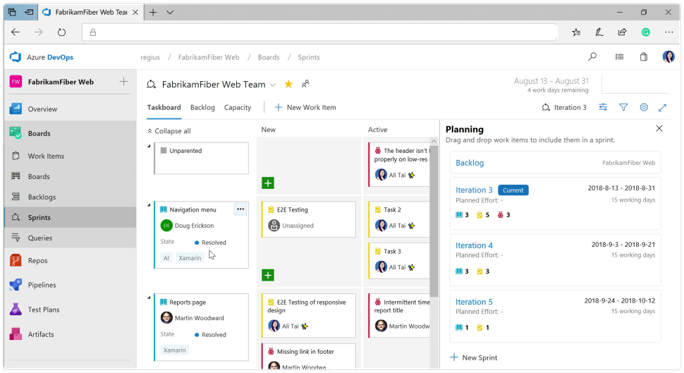 FabrikamFiber Web Tea
Azure DevOps
regius / FabrikamFiber Web / Boards / Sprints
FW FabrikamFiber Web
Overview
Boards
Work Items
Boards
Backlogs
Sprints
Queries
Repos
Pipelines
Test Plans
Artifacts
FabrikamFiber Web Team
August 13 – August 31
4 work days remaining
Taskboard Backlog Capacity New Work Item
Iteration 3
Collapse all
New
Active
Unparented
The header isn't
properly on low-res
Ali Tai
Navigation menu
DE Doug Erickson
State Resolved
AI Xamarin
E2E Testing
Unassigned
Task 2
Ali Tai
Task 3
Ali Tai
Reports page
Martin Woodward
State Resolved
Xamarin
E2E Testing of responsive
design
Ali Tai
Missing link in footer
Martin Woodwa
Intermittent time
report title
Martin Woodw
Planning
Drag and drop work items to include them in a sprint.
Backlog FabrikamFiber Web
Iteration 3 Current 2018-8-13 - 2018-8-31
Planned Effort: - 15 working days
3 5 3
Iteration 4 2018-9-3 - 2018-9-21
Planned Effort: - 15 working days
3 3
Iteration 5 2018-9-24 - 2018-10-12
Planned Effort: - 15 working days
1 1
New Sprint